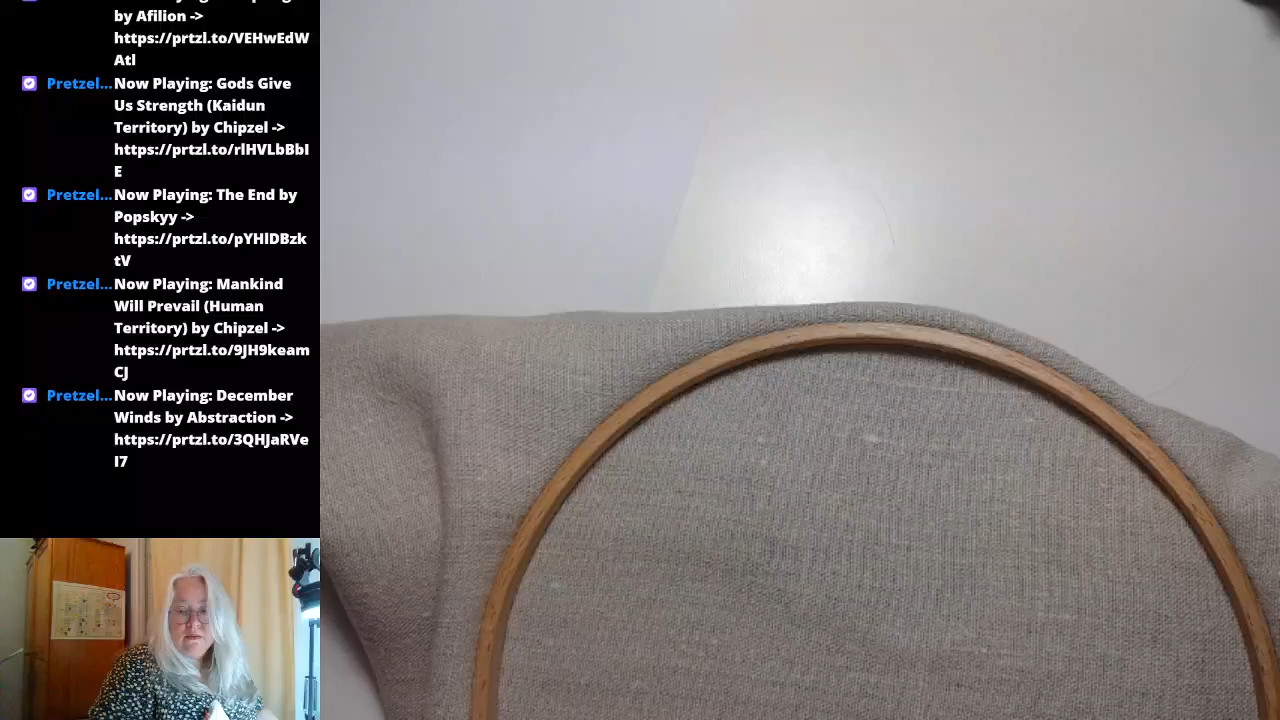 by Afilion ->
https://prtzl.to/VEHwEdW
Atl
Pretzel... Now Playing: Gods Give
Us Strength (Kaidun
Territory) by Chipzel ->
https://prtzl.to/rlHVLbBbI
E
Pretzel... Now Playing: The End by
Popskyy ->
https://prtzl.to/pYHlDBzk
tV
Pretzel... Now Playing: Mankind
Will Prevail (Human
Territory) by Chipzel ->
https://prtzl.to/9JH9keam
CJ
Pretzel... Now Playing: December
Winds by Abstraction ->
https://prtzl.to/3QHJaRVe
I7